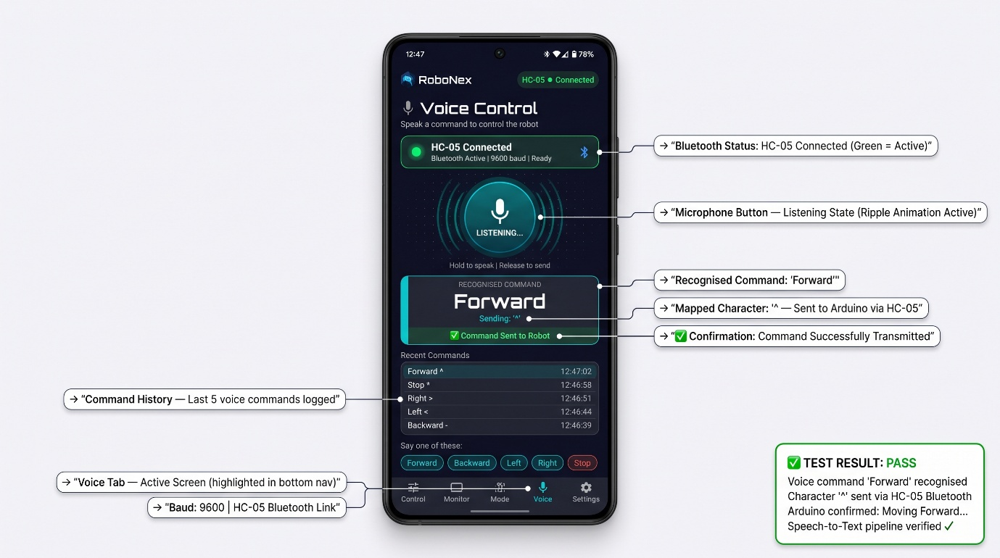 12:47
78%
RoboNex
HC-05 ● Connected
Voice Control
Speak a command to control the robot
HC-05 Connected
Bluetooth Active | 9600 baud | Ready
LISTENING...
Hold to speak | Release to send
RECOGNISED COMMAND
Forward
Sending: '^'
✅ Command Sent to Robot
Recent Commands
Forward ^ 12:47:02
Stop * 12:46:58
Right > 12:46:51
Left < 12:46:44
Backward - 12:46:39
Say one of these:
Forward Backward Left Right Stop
Control Monitor Mode Voice Settings
→ “Bluetooth Status: HC-05 Connected (Green = Active)”
→ “Microphone Button — Listening State (Ripple Animation Active)”
→ “Recognised Command: 'Forward'"
→ “Mapped Character: '^ — Sent to Arduino via HC-05”
→ “✅ Confirmation: Command Successfully Transmitted”
→ “Command History — Last 5 voice commands logged”
→ “Voice Tab — Active Screen (highlighted in bottom nav)”
→ “Baud: 9600 | HC-05 Bluetooth Link”
✅ TEST RESULT: PASS
Voice command 'Forward' recognised
Character '^' sent via HC-05 Bluetooth
Arduino confirmed: Moving Forward...
Speech-to-Text pipeline verified ✓